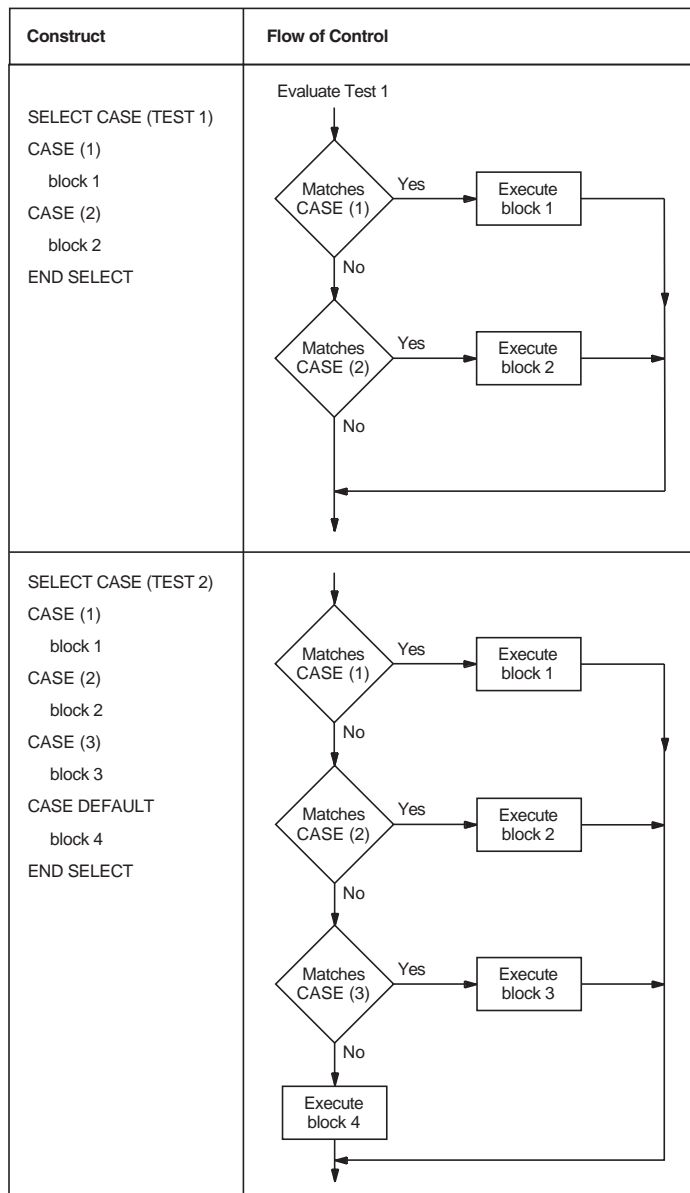 Construct
Flow of Control
SELECT CASE (TEST 1)
CASE (1)
block 1
CASE (2)
block 2
END SELECT
Evaluate Test 1
Matches
CASE (1)
Yes
Execute
block 1
No
Matches
CASE (2)
Yes
Execute
block 2
No
SELECT CASE (TEST 2)
CASE (1)
block 1
CASE (2)
block 2
CASE (3)
block 3
CASE DEFAULT
block 4
END SELECT
Matches
CASE (1)
Yes
Execute
block 1
No
Matches
CASE (2)
Yes
Execute
block 2
No
Matches
CASE (3)
Yes
Execute
block 3
No
Execute
block 4